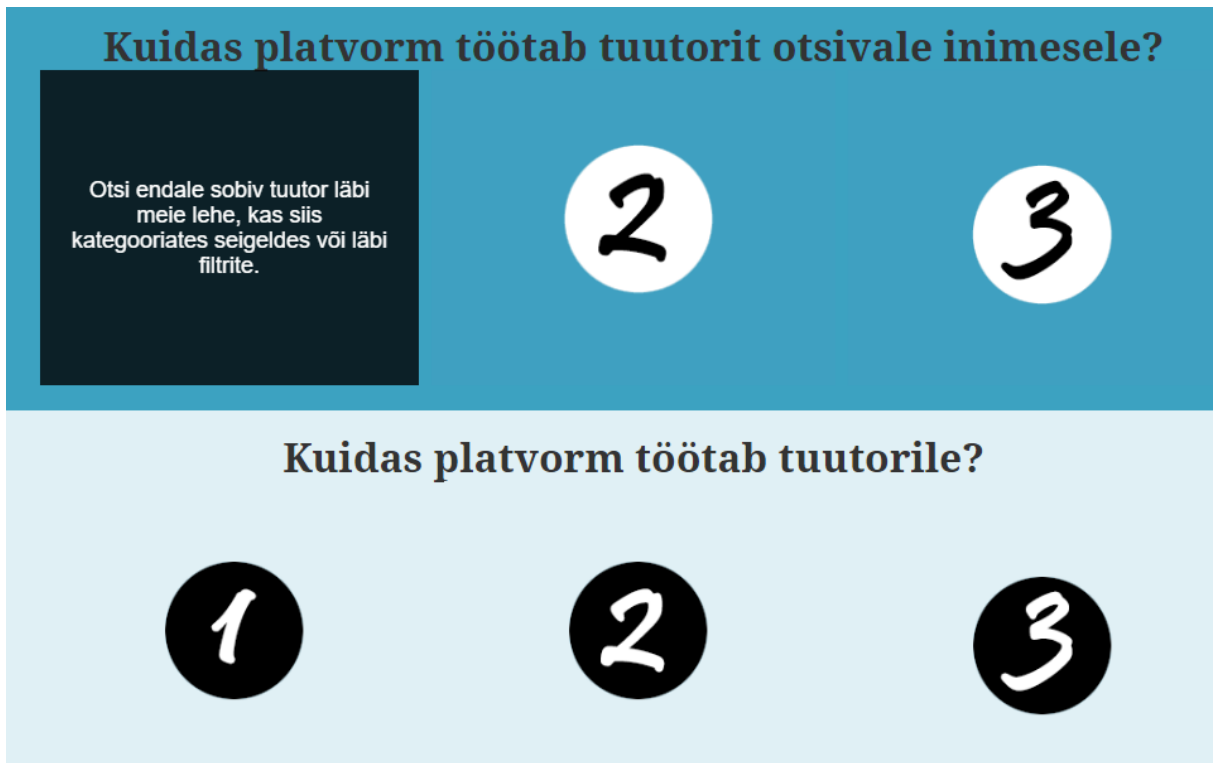 Kuidas platvorm töötab tuutorit otsivale inimesele?
Otsi endale sobiv tuutor läbi
meie lehe, kas siis
kategooriates seigeldes või läbi
filtrite.
2
3
Kuidas platvorm töötab tuutorile?
1
2
3